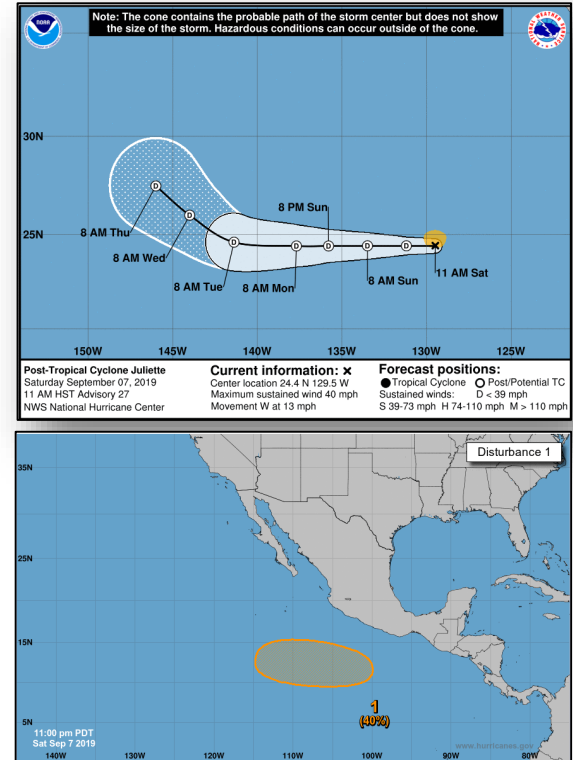 Note: The cone contains the probable path of the storm center but does not show
the size of the storm. Hazardous conditions can occur outside of the cone.
NOAA
30N
8 PM Sun
25N
8 AM Thu
8 AM Wed
8 AM Tue
8 AM Mon
8 AM Sun
11 AM Sat
D
D
D
D
D
D
D
150W
145W
140W
135W
130W
125W
Post-Tropical Cyclone Juliette
Saturday September 07, 2019
11 AM HST Advisory 27
NWS National Hurricane Center
Current information: x
Center location 24.4 N 129.5 W
Maximum sustained wind 40 mph
Movement W at 13 mph
Forecast positions:
Tropical Cyclone Post/Potential TC
Sustained winds: D < 39 mph
S 39-73 mph H 74-110 mph M > 110 mph
Disturbance 1
35N
25N
15N
5N
1
(40%)
11:00 pm PDT
Sat Sep 7 2019
www.hurricanes.gov
140W
130W
120W
110W
100W
90W
80W